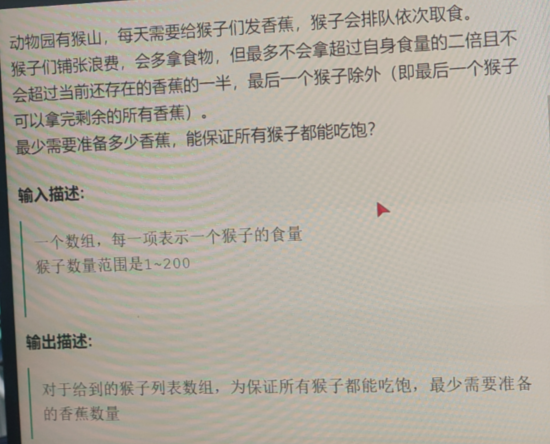 动物园有猴山，每天需要给猴子们发香蕉，猴子会排队依次取食。
猴子们铺张浪费，会多拿食物，但最多不会拿超过自身食量的二倍且不
会超过当前还存在的香蕉的一半，最后一个猴子除外（即最后一个猴子
可以拿完剩余的所有香蕉）。
最少需要准备多少香蕉，能保证所有猴子都能吃饱？
输入描述：
一个数组，每一项表示一个猴子的食量
猴子数量范围是1~200
输出描述：
对于给到的猴子列表数组，为保证所有猴子都能吃饱，最少需要准备
的香蕉数量